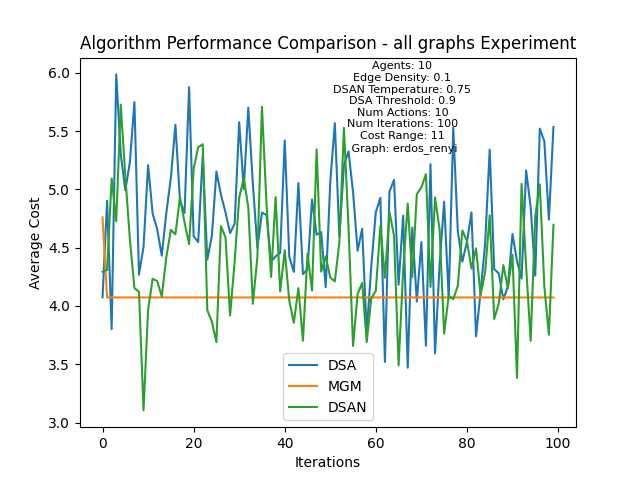 Algorithm Performance Comparison - all graphs Experiment
Agents: 10
Edge Density: 0.1
DSAN Temperature: 0.75
DSA Threshold: 0.9
Num Actions: 10
Num Iterations: 100
Cost Range: 11
Graph: erdos_renyi
Average Cost
6.0
5.5
5.0
4.5
4.0
3.5
3.0
DSA
MGM
DSAN
0
20
40
60
80
100
Iterations